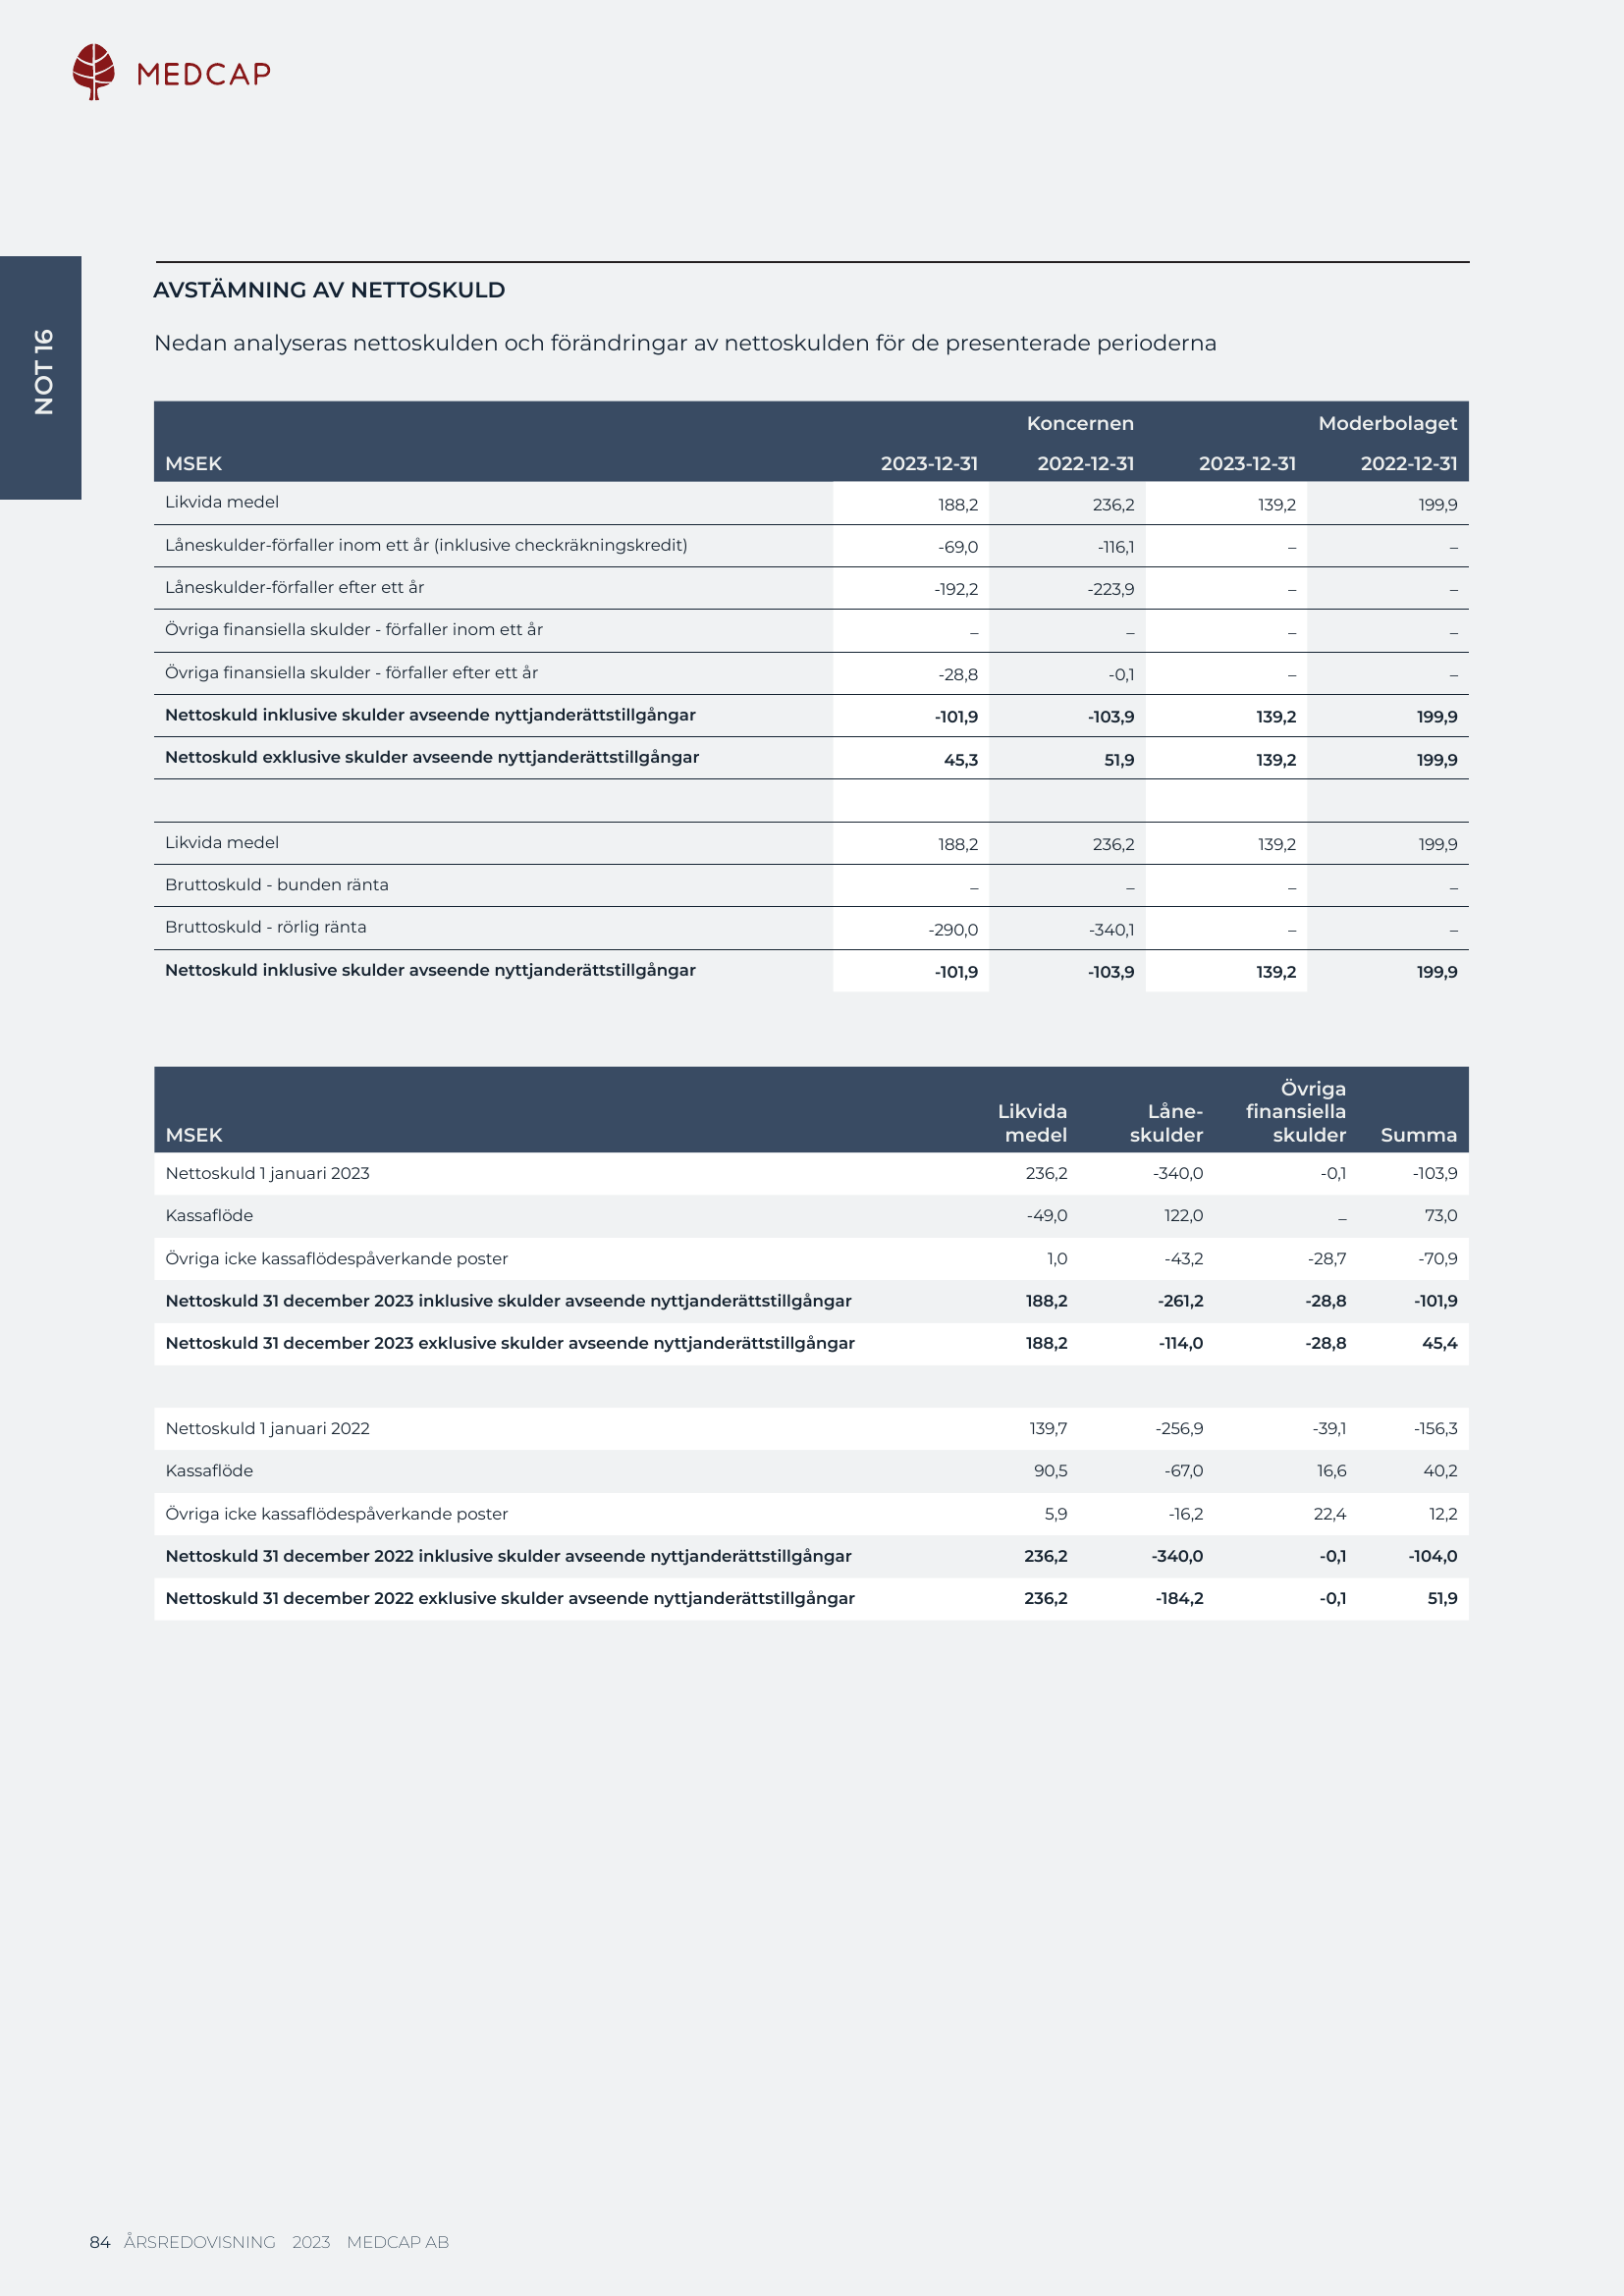 MEDCAP
NOT 16
AVSTÄMNING AV NETTOSKULD
Nedan analyseras nettoskulden och förändringar av nettoskulden för de presenterade perioderna
Koncernen Moderbolaget
MSEK 2023-12-31 2022-12-31 2023-12-31 2022-12-31
Likvida medel 188,2 236,2 139,2 199,9
Låneskulder-förfaller inom ett år (inklusive checkräkningskredit) -69,0 -116,1 – –
Låneskulder-förfaller efter ett år -192,2 -223,9 – –
Övriga finansiella skulder - förfaller inom ett år – – – –
Övriga finansiella skulder - förfaller efter ett år -28,8 -0,1 – –
Nettoskuld inklusive skulder avseende nyttjanderättstillgångar -101,9 -103,9 139,2 199,9
Nettoskuld exklusive skulder avseende nyttjanderättstillgångar 45,3 51,9 139,2 199,9
Likvida medel 188,2 236,2 139,2 199,9
Bruttoskuld - bunden ränta – – – –
Bruttoskuld - rörlig ränta -290,0 -340,1 – –
Nettoskuld inklusive skulder avseende nyttjanderättstillgångar -101,9 -103,9 139,2 199,9
Övriga
Likvida Låne- finansiella
MSEK medel skulder skulder Summa
Nettoskuld 1 januari 2023 236,2 -340,0 -0,1 -103,9
Kassaflöde -49,0 122,0 – 73,0
Övriga icke kassaflödespåverkande poster 1,0 -43,2 -28,7 -70,9
Nettoskuld 31 december 2023 inklusive skulder avseende nyttjanderättstillgångar 188,2 -261,2 -28,8 -101,9
Nettoskuld 31 december 2023 exklusive skulder avseende nyttjanderättstillgångar 188,2 -114,0 -28,8 45,4
Nettoskuld 1 januari 2022 139,7 -256,9 -39,1 -156,3
Kassaflöde 90,5 -67,0 16,6 40,2
Övriga icke kassaflödespåverkande poster 5,9 -16,2 22,4 12,2
Nettoskuld 31 december 2022 inklusive skulder avseende nyttjanderättstillgångar 236,2 -340,0 -0,1 -104,0
Nettoskuld 31 december 2022 exklusive skulder avseende nyttjanderättstillgångar 236,2 -184,2 -0,1 51,9
84 ÅRSREDOVISNING 2023 MEDCAP AB